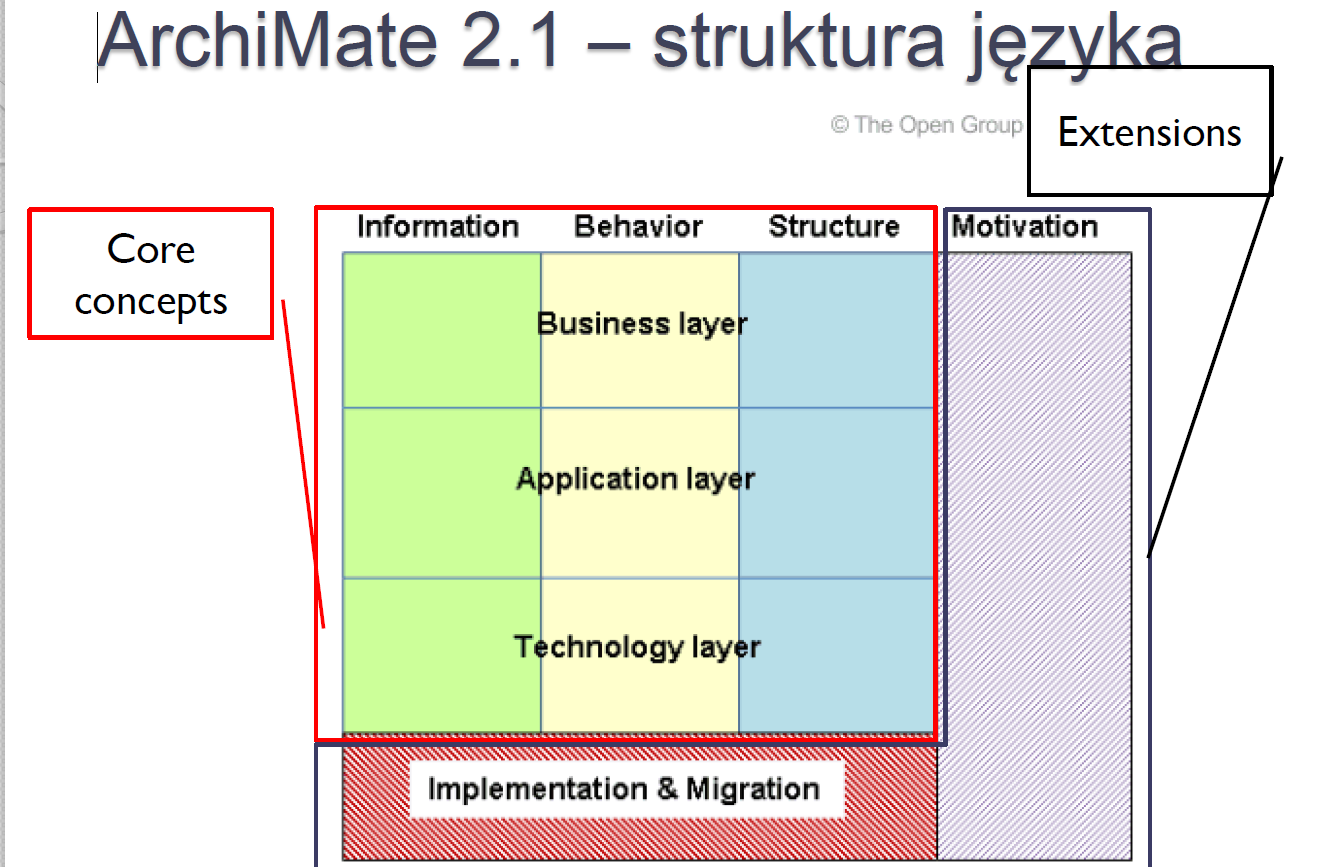 ArchiMate 2.1 – struktura języka
© The Open Group
Extensions
Core
concepts
Information Behavior Structure Motivation
Business layer
Application layer
Technology layer
Implementation & Migration